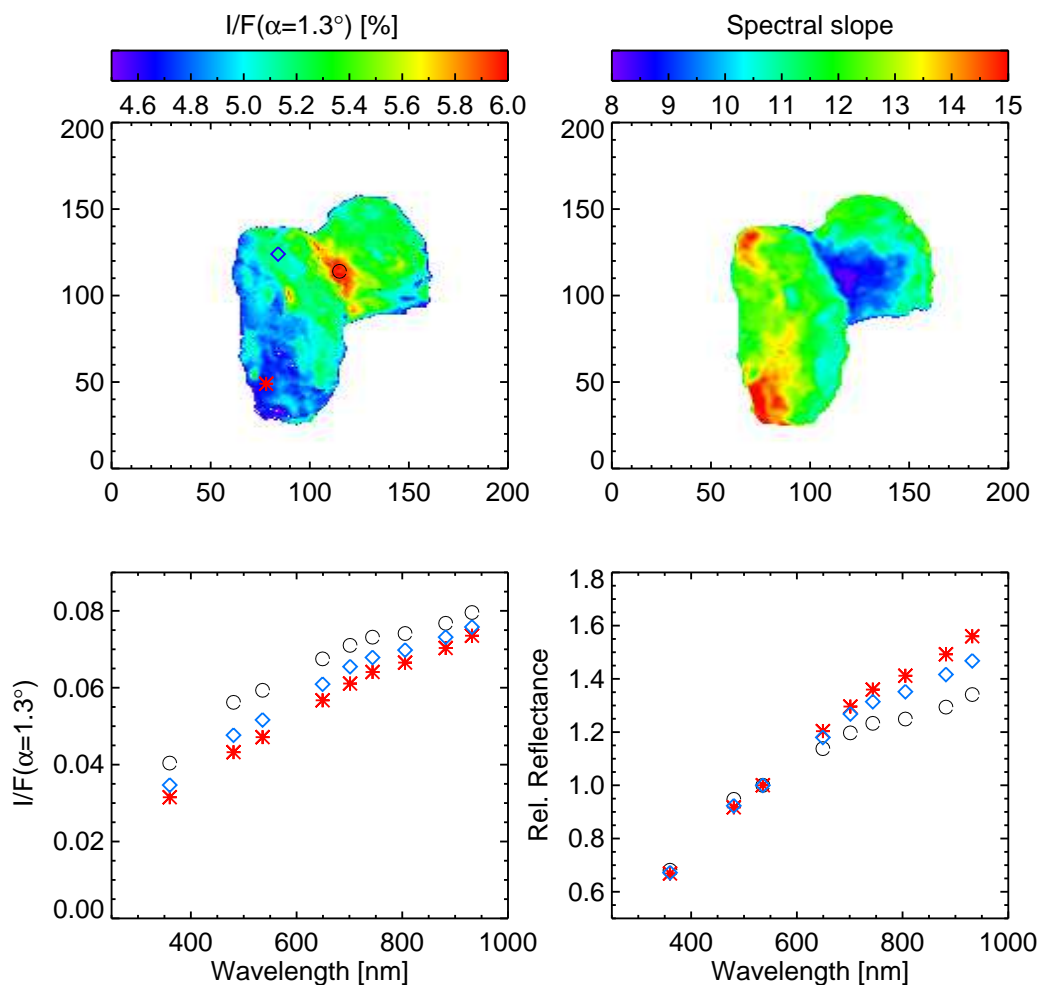 I/F(α=1.3°) [%]
4.6 4.8 5.0 5.2 5.4 5.6 5.8 6.0
200
150
100
50
0
0 50 100 150 200
Spectral slope
8 9 10 11 12 13 14 15
200
150
100
50
0
0 50 100 150 200
I/F(α=1.3°)
0.08
0.06
0.04
0.02
0.00
400 600 800 1000
Wavelength [nm]
Rel. Reflectance
1.8
1.6
1.4
1.2
1.0
0.8
0.6
400 600 800 1000
Wavelength [nm]